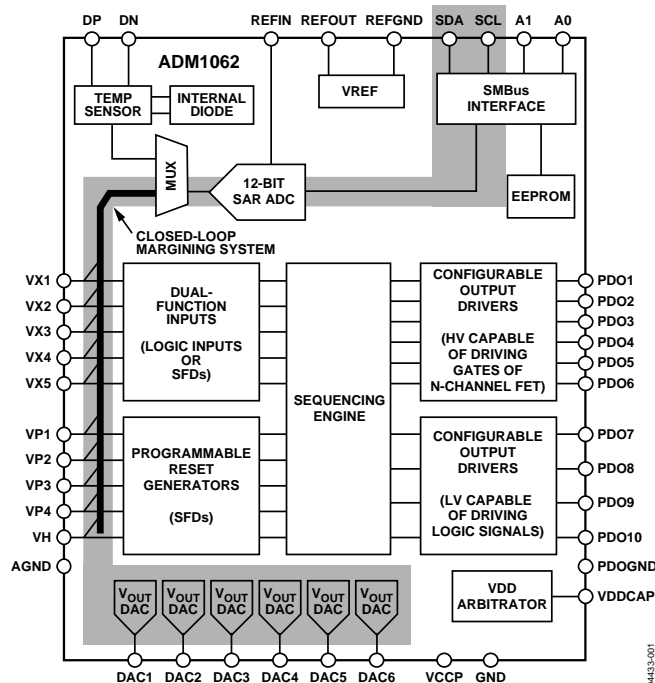 DP DN REFIN REFOUT REFGND SDA SCL A1 A0
ADM1062
TEMP
SENSOR
INTERNAL
DIODE
VREF
SMBus
INTERFACE
MUX
12-BIT
SAR ADC
EEPROM
CLOSED-LOOP
MARGINING SYSTEM
VX1
VX2
VX3
VX4
VX5
DUAL-
FUNCTION
INPUTS
(LOGIC INPUTS
OR
SFDs)
SEQUENCING
ENGINE
CONFIGURABLE
OUTPUT
DRIVERS
(HV CAPABLE
OF DRIVING
GATES OF
N-CHANNEL FET)
PDO1
PDO2
PDO3
PDO4
PDO5
PDO6
VP1
VP2
VP3
VP4
VH
AGND
PROGRAMMABLE
RESET
GENERATORS
(SFDs)
CONFIGURABLE
OUTPUT
DRIVERS
(LV CAPABLE
OF DRIVING
LOGIC SIGNALS)
PDO7
PDO8
PDO9
PDO10
PDOGND
VDDCAP
VOUT
DAC
VOUT
DAC
VOUT
DAC
VOUT
DAC
VOUT
DAC
VOUT
DAC
VDD
ARBITRATOR
DAC1 DAC2 DAC3 DAC4 DAC5 DAC6 VCCP GND
04433-001